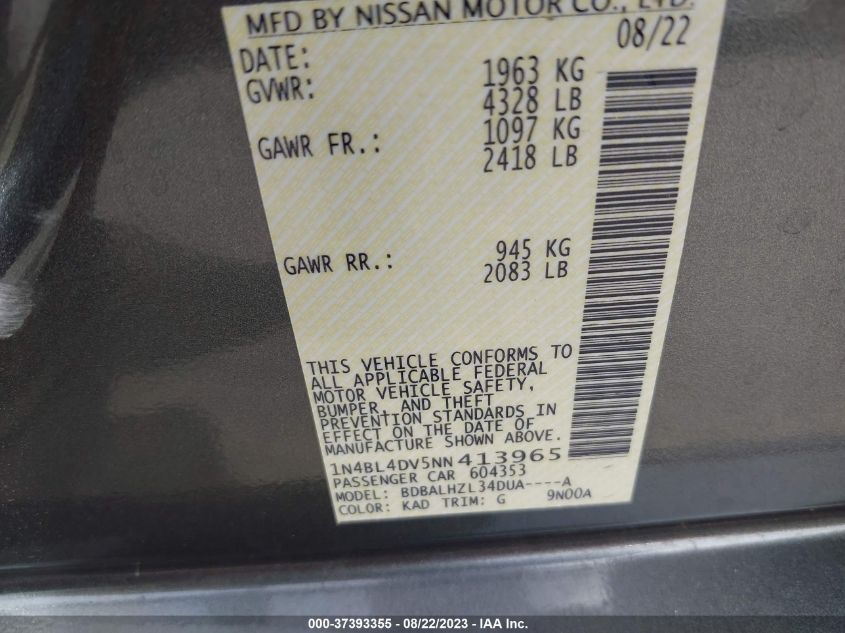 MFD BY NISSAN MOTOR CO., LTD.
DATE: 08/22
GVWR: 1963 KG
4328 LB
GAWR FR.: 1097 KG
2418 LB
GAWR RR.: 945 KG
2083 LB
THIS VEHICLE CONFORMS TO
ALL APPLICABLE FEDERAL
MOTOR VEHICLE SAFETY,
BUMPER, AND THEFT
PREVENTION STANDARDS IN
EFFECT ON THE DATE OF
MANUFACTURE SHOWN ABOVE.
1N4BL4DV5NN413965
PASSENGER CAR 604353
MODEL: BDBALHZL34DUA----A
COLOR: KAD TRIM: G 9N00A
000-37393355 - 08/22/2023 - IAA Inc.